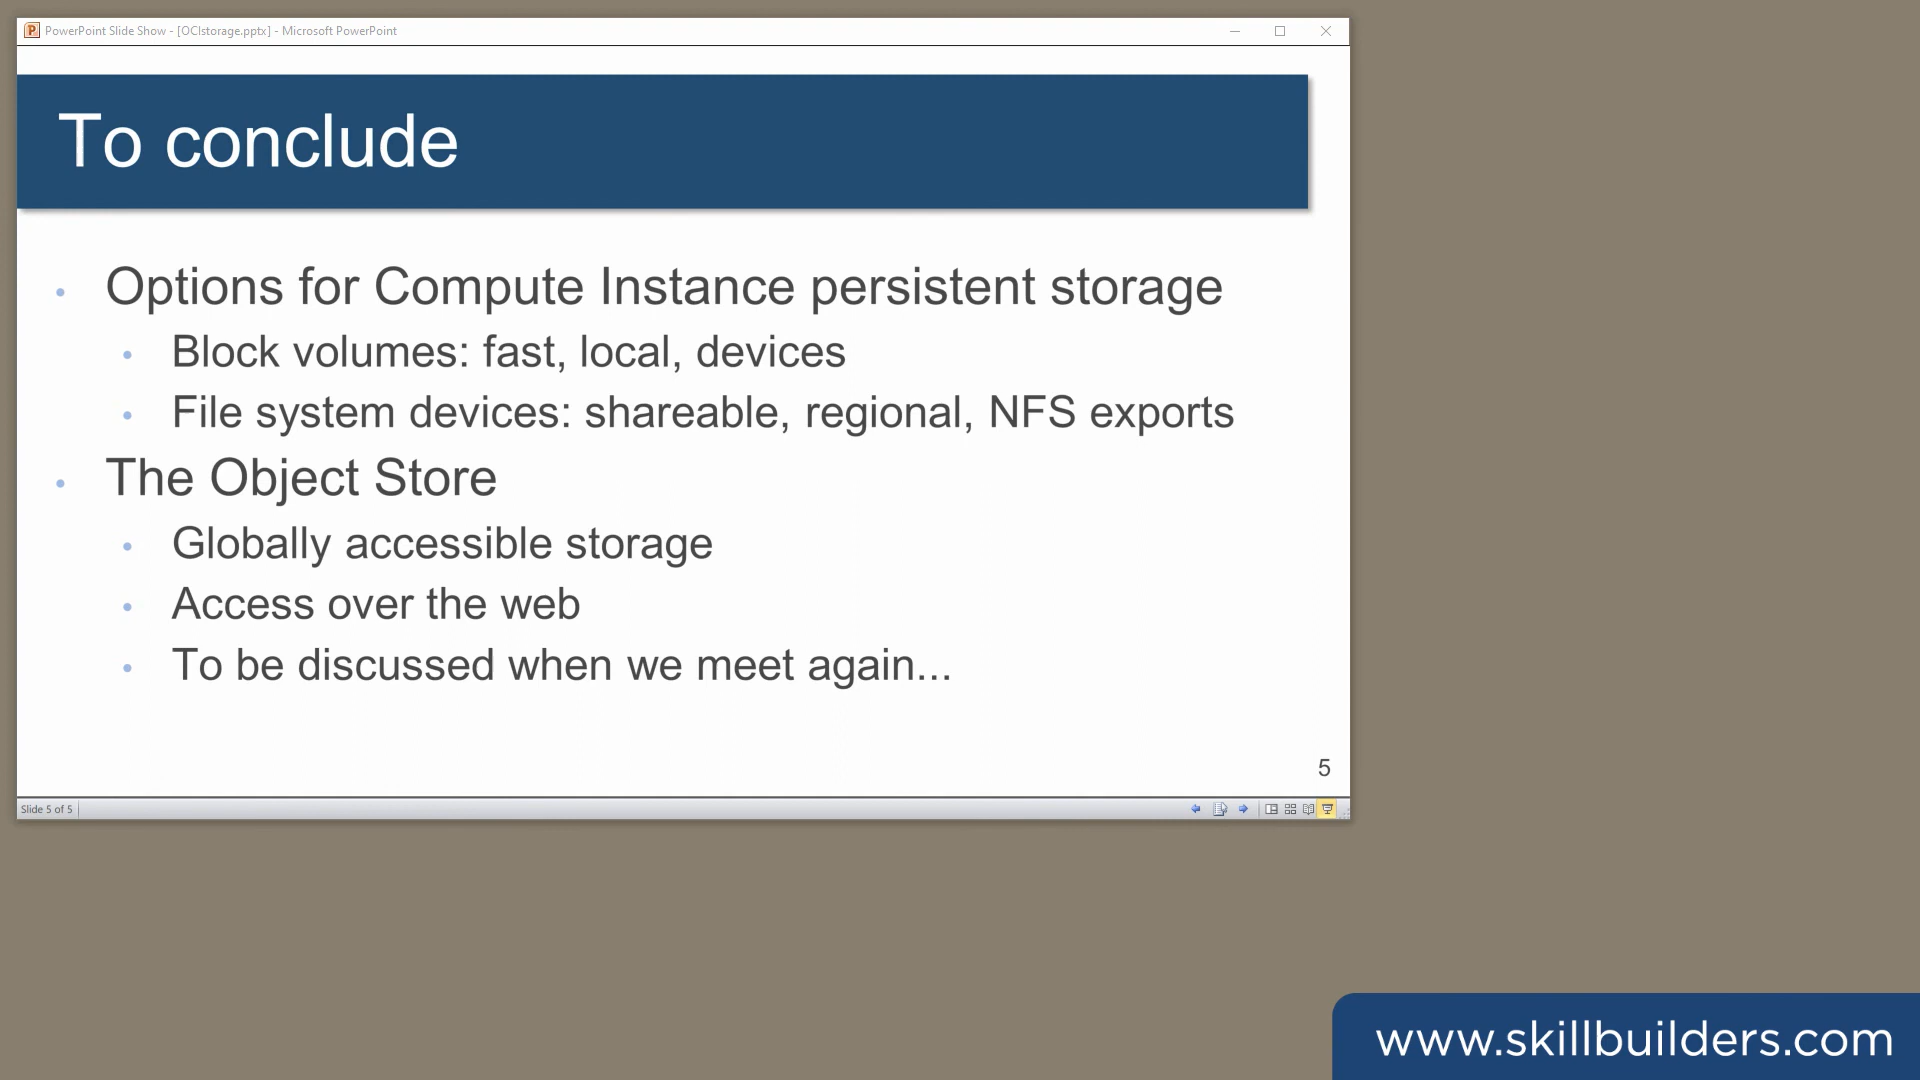 PowerPoint Slide Show - [OCIstorage.pptx] - Microsoft PowerPoint
To conclude
• Options for Compute Instance persistent storage
• Block volumes: fast, local, devices
• File system devices: shareable, regional, NFS exports
• The Object Store
• Globally accessible storage
• Access over the web
• To be discussed when we meet again...
5
Slide 5 of 5
www.skillbuilders.com